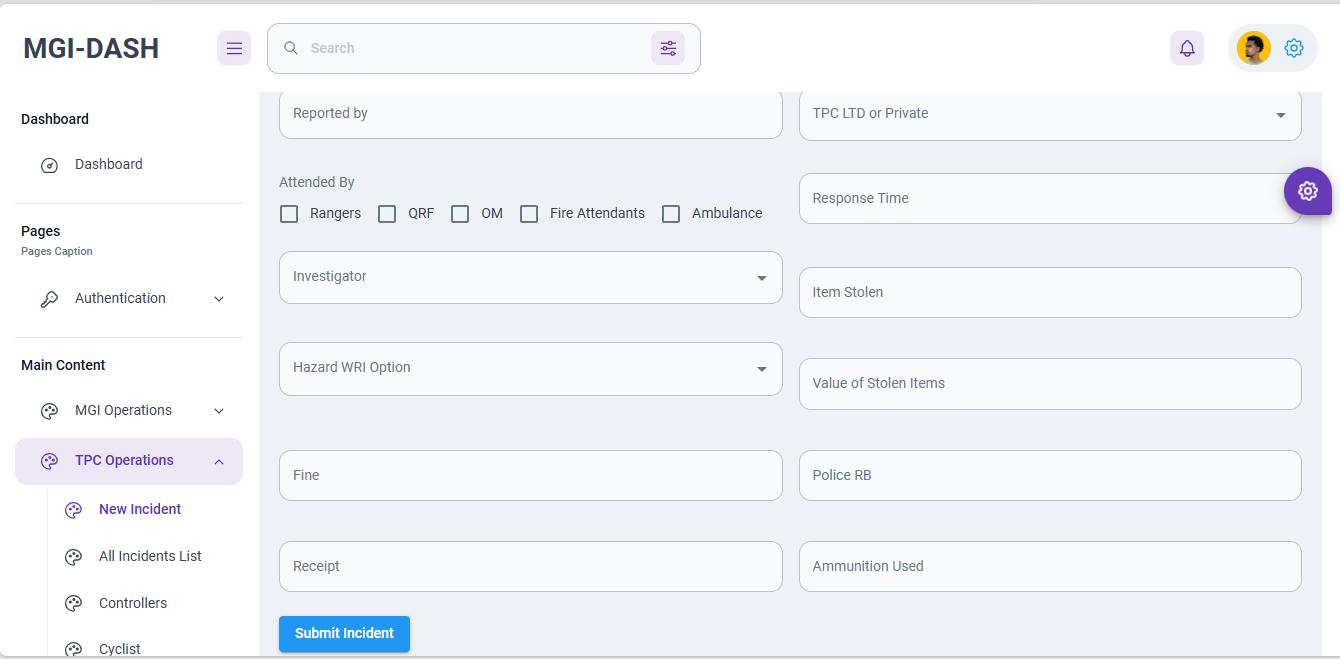 MGI-DASH
Search
Dashboard
Dashboard
Pages
Pages Caption
Authentication
Main Content
MGI Operations
TPC Operations
New Incident
All Incidents List
Controllers
Cyclist
Reported by
TPC LTD or Private
Attended By
Rangers QRF OM Fire Attendants Ambulance
Response Time
Investigator
Item Stolen
Hazard WRI Option
Value of Stolen Items
Fine
Police RB
Receipt
Ammunition Used
Submit Incident